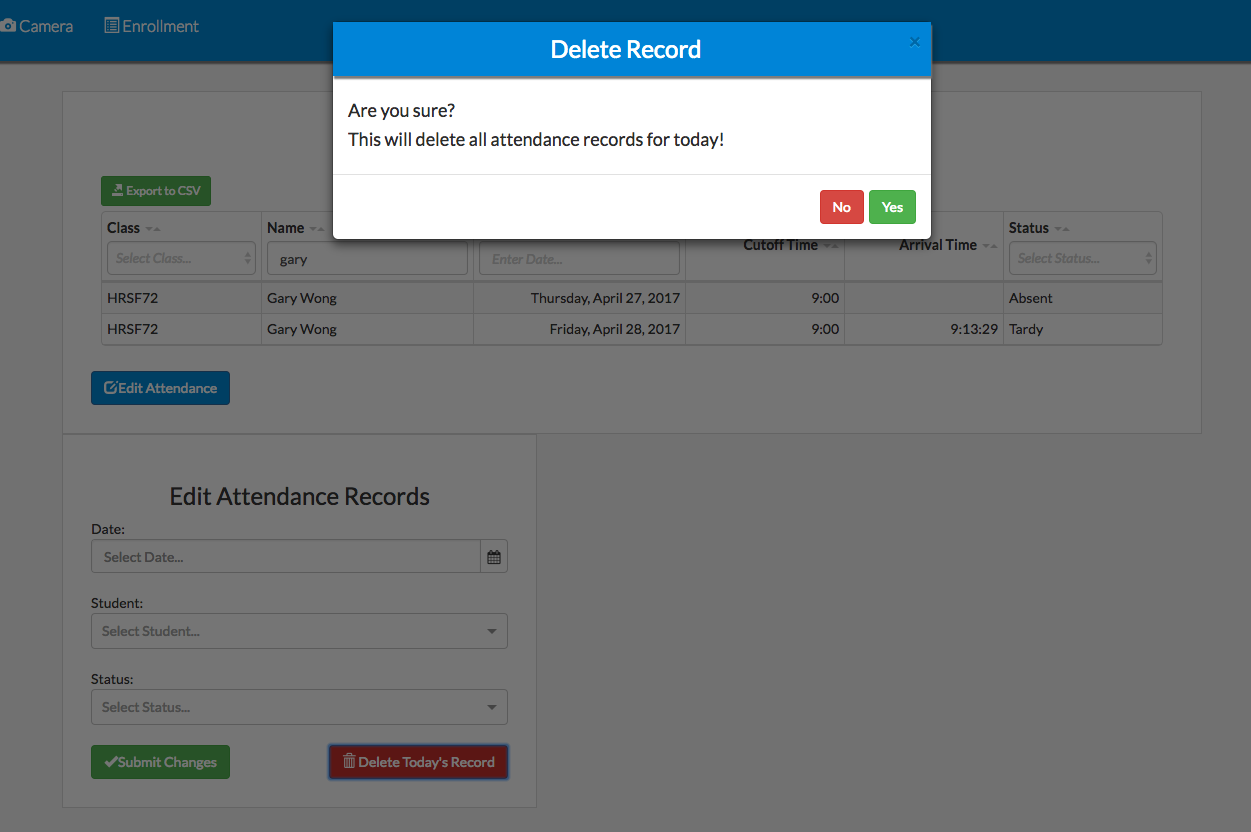 Camera Enrollment
Delete Record ×
Are you sure?
This will delete all attendance records for today!
No Yes
Export to CSV
Class Name Cutoff Time Arrival Time Status
Select Class... gary Enter Date... Select Status...
HRSF72 Gary Wong Thursday, April 27, 2017 9:00 Absent
HRSF72 Gary Wong Friday, April 28, 2017 9:00 9:13:29 Tardy
Edit Attendance
Edit Attendance Records
Date:
Select Date...
Student:
Select Student...
Status:
Select Status...
Submit Changes Delete Today's Record